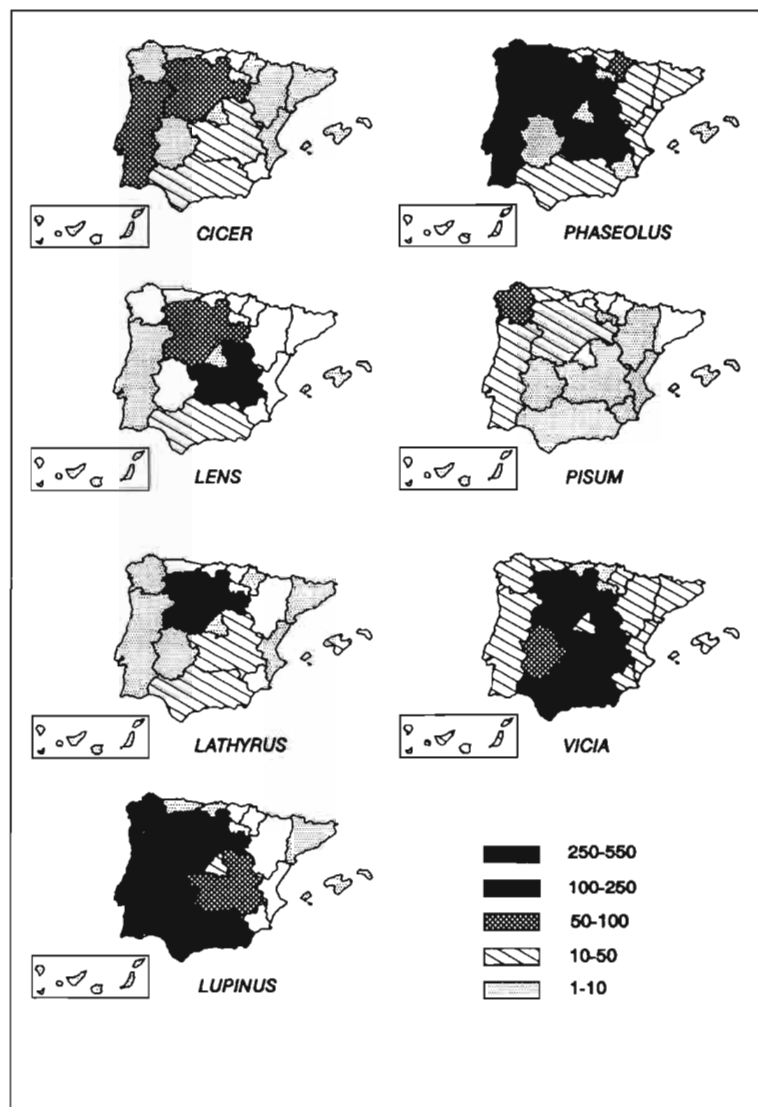 CICER
PHASEOLUS
LENS
PISUM
LATHYRUS
VICIA
LUPINUS
250-550
100-250
50-100
10-50
1-10